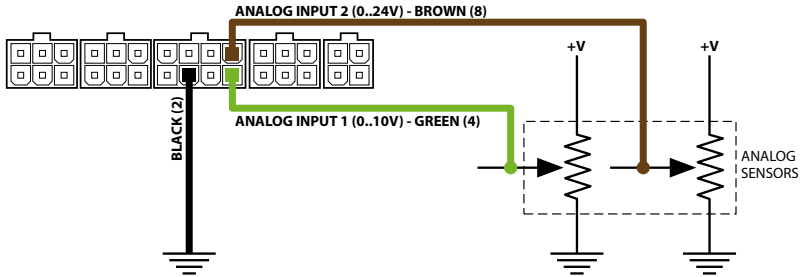 ANALOG INPUT 2 (0..24V) - BROWN (8)
+V
+V
BLACK (2)
ANALOG INPUT 1 (0..10V) - GREEN (4)
ANALOG
SENSORS